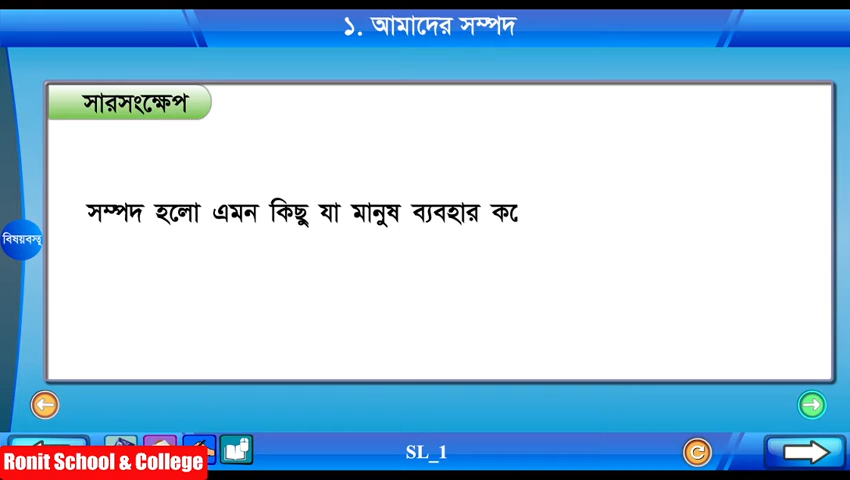 ১. আমাদের সম্পদ
সারসংক্ষেপ
সম্পদ হলো এমন কিছু যা মানুষ ব্যবহার কে
বিষয়বস্তু
SL_1
Ronit School & College